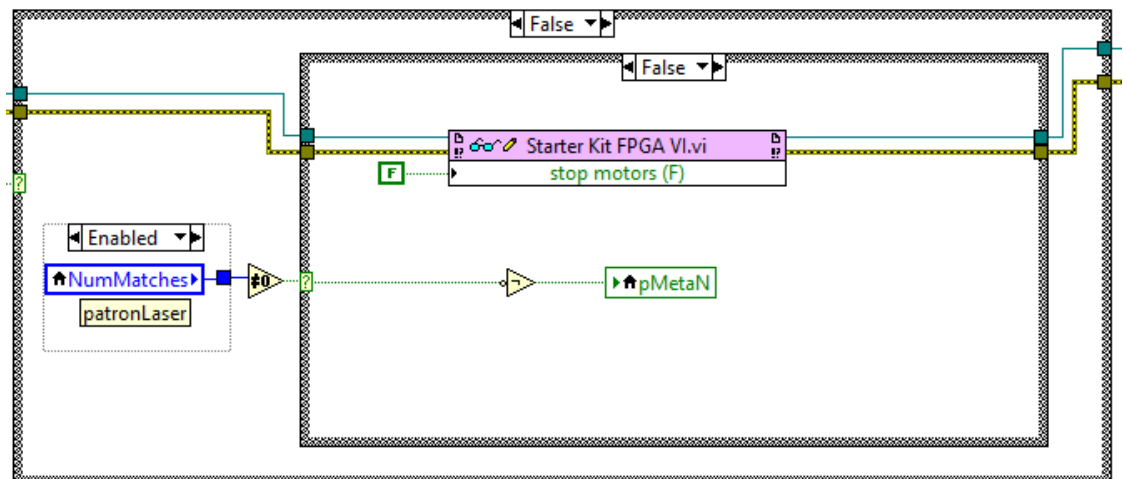 False
False
Starter Kit FPGA VI.vi
F
stop motors (F)
?
Enabled
NumMatches
≠0
?
pMetaN
patronLaser